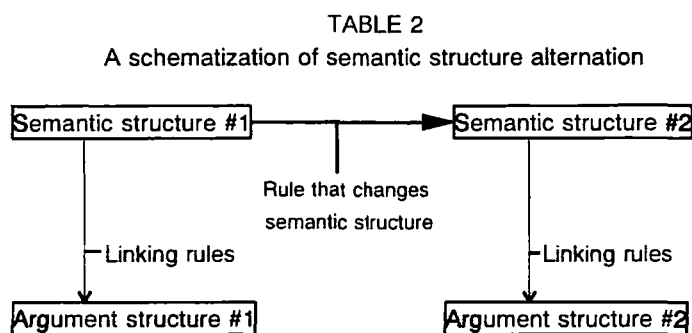 TABLE 2
A schematization of semantic structure alternation
Semantic structure #1
Semantic structure #2
Rule that changes
semantic structure
Linking rules
Linking rules
Argument structure #1
Argument structure #2